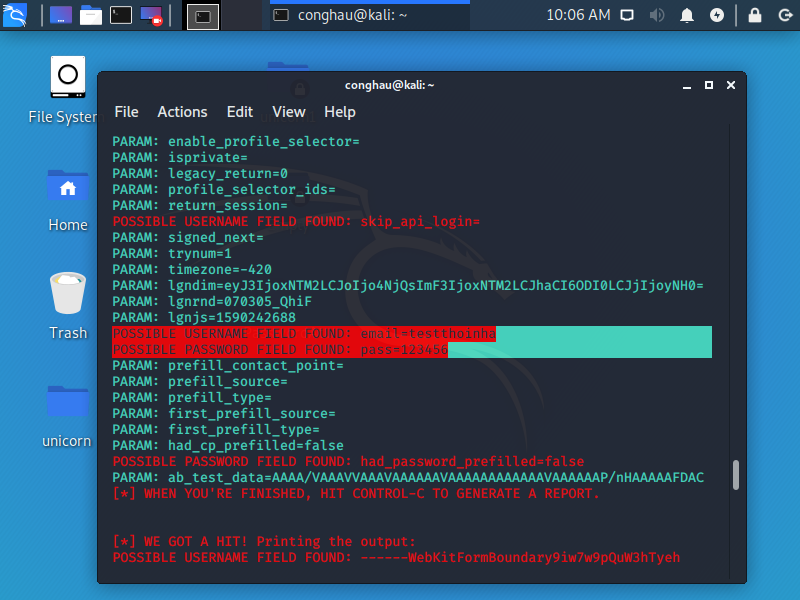 conghau@kali: ~
10:06 AM
conghau@kali: ~
File Actions Edit View Help
File System
Home
Trash
unicorn
PARAM: enable_profile_selector=
PARAM: isprivate=
PARAM: legacy_return=0
PARAM: profile_selector_ids=
PARAM: return_session=
POSSIBLE USERNAME FIELD FOUND: skip_api_login=
PARAM: signed_next=
PARAM: trynum=1
PARAM: timezone=-420
PARAM: lgndim=eyJ3IjoxNTM2LCJoIjo4NjQsImF3IjoxNTM2LCJhaCI6ODI0LCJjIjoyNH0=
PARAM: lgnrnd=070305_QhiF
PARAM: lgnjs=1590242688
POSSIBLE USERNAME FIELD FOUND: email=testthoinha
POSSIBLE PASSWORD FIELD FOUND: pass=123456
PARAM: prefill_contact_point=
PARAM: prefill_source=
PARAM: prefill_type=
PARAM: first_prefill_source=
PARAM: first_prefill_type=
PARAM: had_cp_prefilled=false
POSSIBLE PASSWORD FIELD FOUND: had_password_prefilled=false
PARAM: ab_test_data=AAAA/VAAAVVAAAVAAAAAAVAAAAAAAAAAAAVAAAAAAP/nHAAAAAFDAC
[*] WHEN YOU'RE FINISHED, HIT CONTROL-C TO GENERATE A REPORT.
[*] WE GOT A HIT! Printing the output:
POSSIBLE USERNAME FIELD FOUND: ------WebKitFormBoundary9iw7w9pQuW3hTyeh